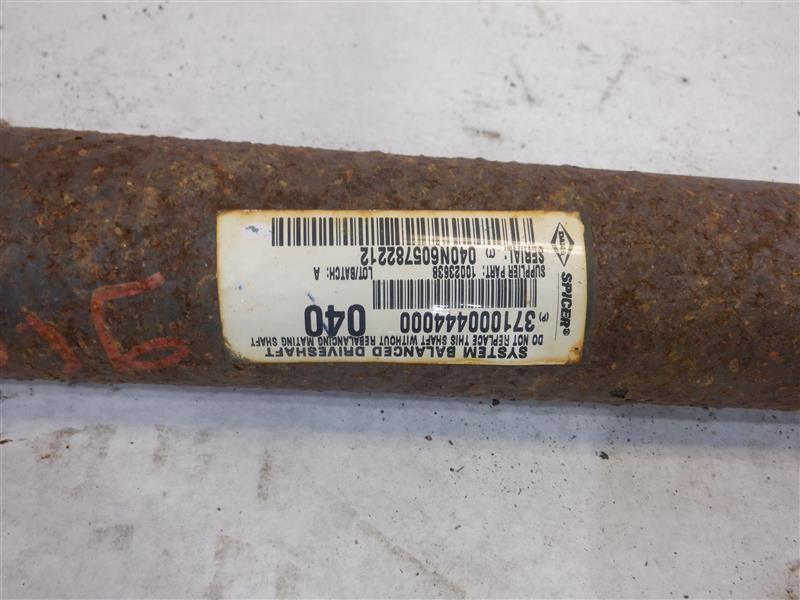 SYSTEM BALANCED DRIVESHAFT
DO NOT REPLACE THIS SHAFT WITHOUT REBALANCING MATING SHAFT
(P) 371000444000 040
SUPPLIER PART: 10023638 LOT/BATCH: A
SERIAL: 040N605782212
DANA
SPICER®